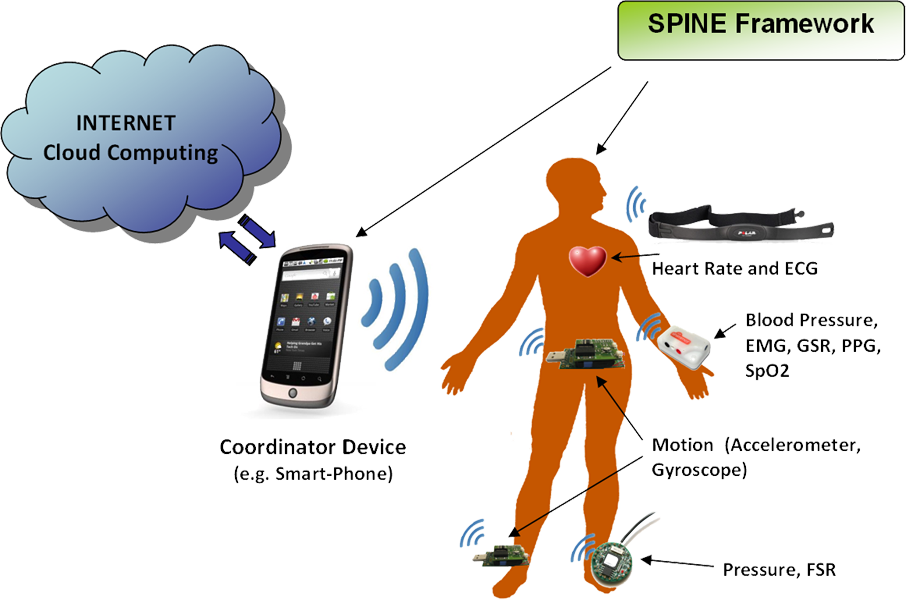 SPINE Framework
INTERNET
Cloud Computing
POLAR
Heart Rate and ECG
Blood Pressure,
EMG, GSR, PPG,
SpO2
Coordinator Device
(e.g. Smart-Phone)
Motion  (Accelerometer,
Gyroscope)
Pressure, FSR